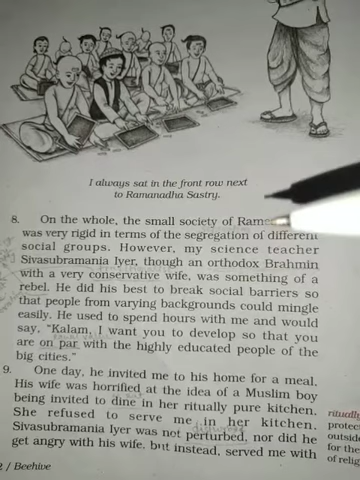 I always sat in the front row next
to Ramanadha Sastry.
8. On the whole, the small society of
was very rigid in terms of the segregation of different
social groups. However, my science teacher
Sivasubramania Iyer, though an orthodox Brahmin
with a very conservative wife, was something of a
rebel. He did his best to break social barriers so
that people from varying backgrounds could mingle
easily. He used to spend hours with me and would
say, “Kalam, I want you to develop so that you
are on par with the highly educated people of the
big cities.”
9. One day, he invited me to his home for a meal.
His wife was horrified at the idea of a Muslim boy
being invited to dine in her ritually pure kitchen.
She refused to serve me in her kitchen.
Sivasubramania Iyer was not perturbed, nor did he
get angry with his wife, but instead, served me with
ritually
protec
outside
for the
of relig
2 / Beehive